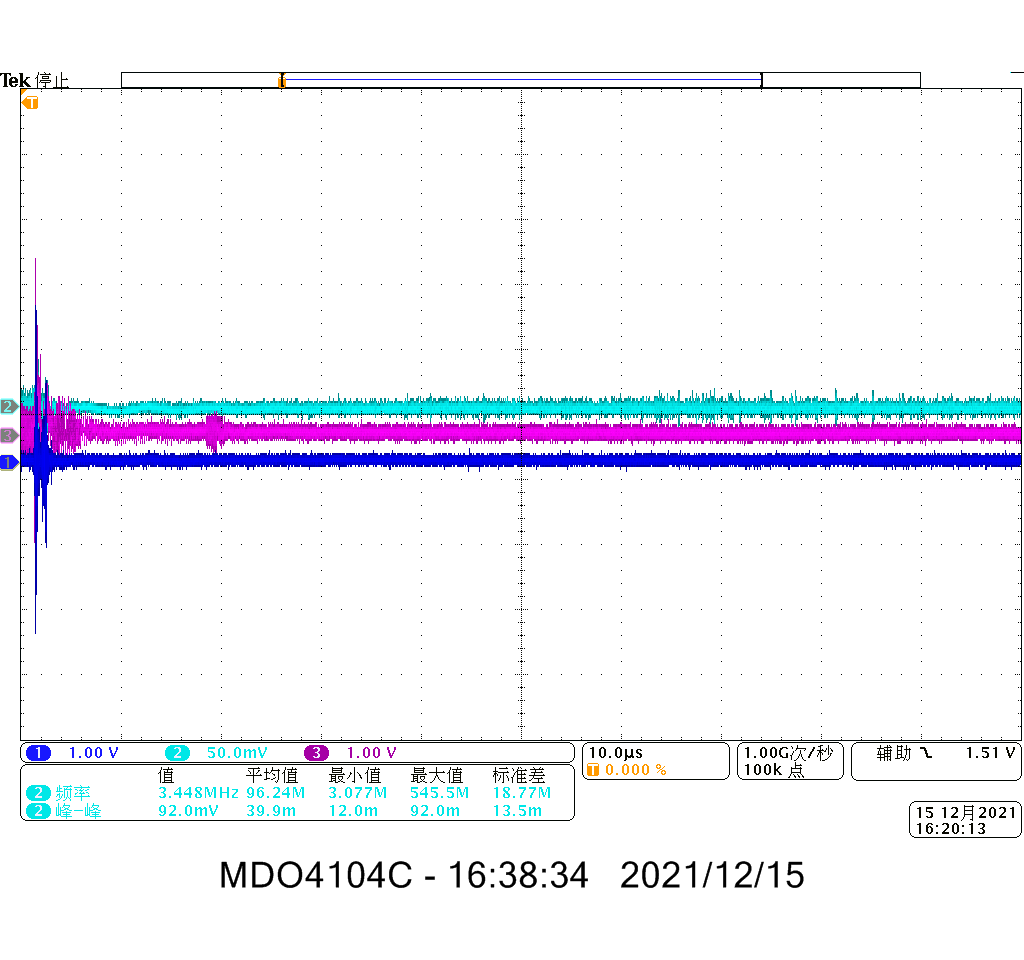 Tek 停止
T
2
3
1
1 1.00 V 2 50.0mV 3 1.00 V
10.0μs
T 0.000 %
1.00G次/秒
100k 点
辅助 1.51 V
值 平均值 最小值 最大值 标准差
2 频率 3.448MHz 96.24M 3.077M 545.5M 18.77M
2 峰-峰 92.0mV 39.9m 12.0m 92.0m 13.5m
15 12月2021
16:20:13
MDO4104C - 16:38:34 2021/12/15